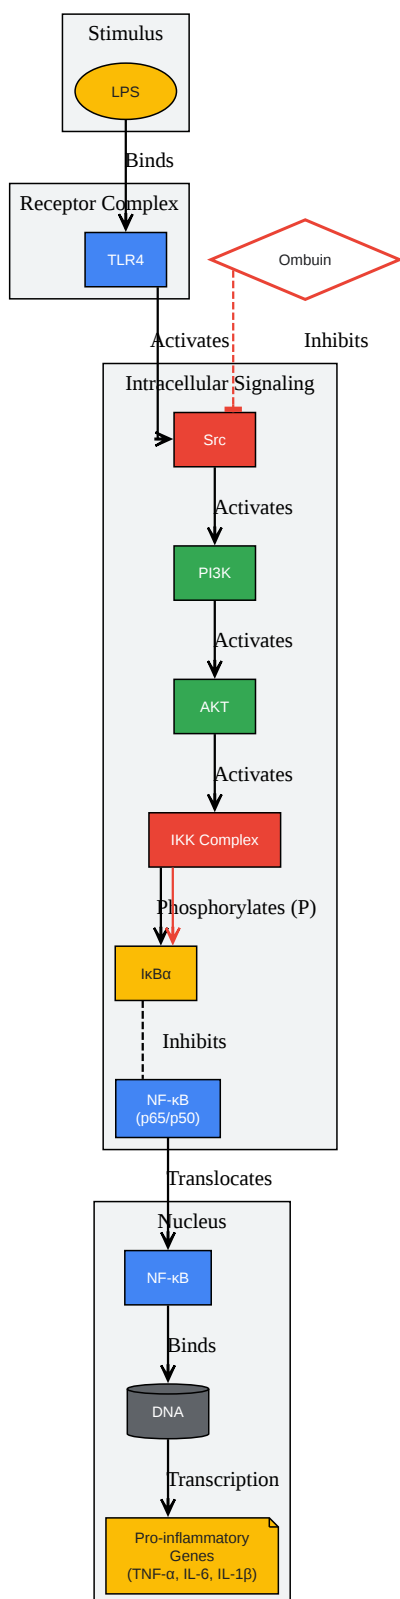 Stimulus
LPS
Binds
Receptor Complex
TLR4
Ombuin
Activates
Inhibits
Intracellular Signaling
Src
Activates
PI3K
Activates
AKT
Activates
IKK Complex
Phosphorylates (P)
IκBα
Inhibits
NF-κB
(p65/p50)
Translocates
Nucleus
NF-κB
Binds
DNA
Transcription
Pro-inflammatory
Genes
(TNF-α, IL-6, IL-1β)